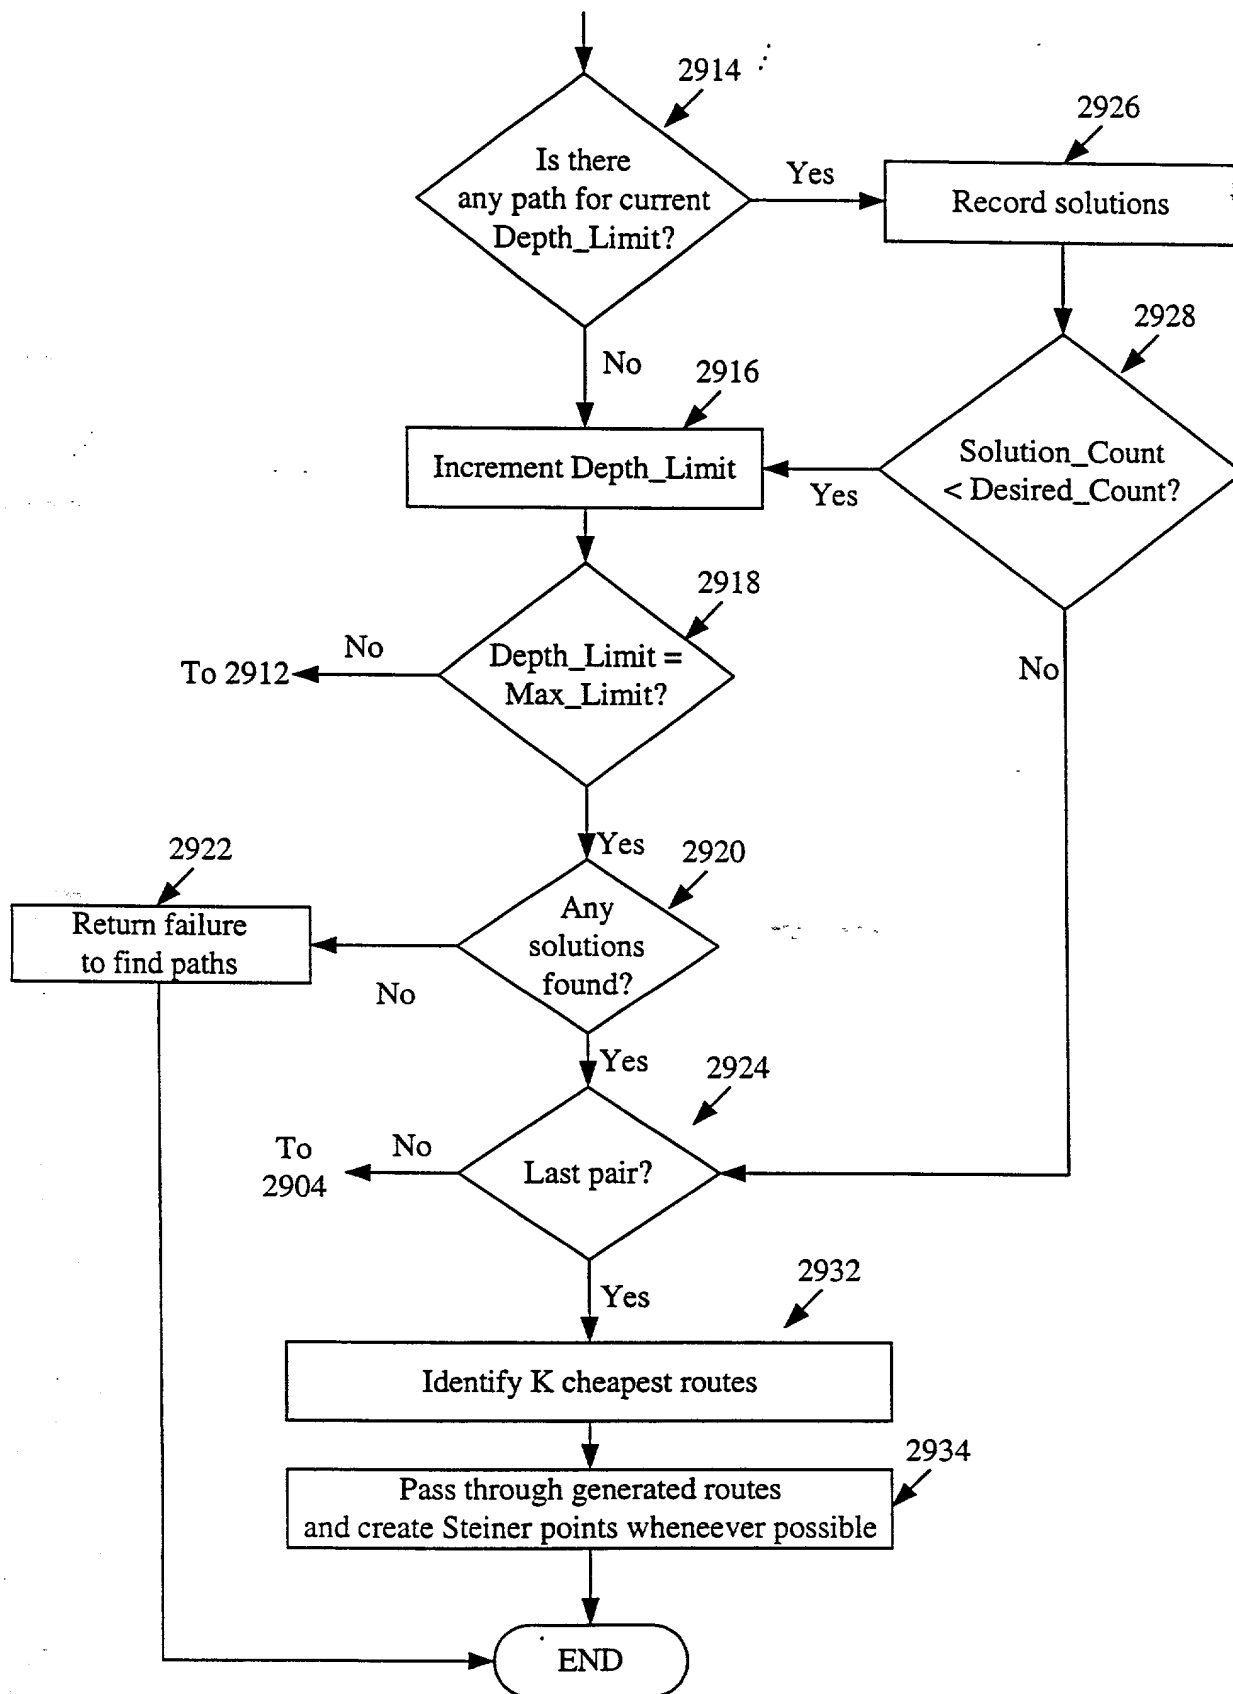 2914
Is there
any path for current
Depth_Limit?
Yes
2926
Record solutions
No
2928
Solution_Count
< Desired_Count?
Yes
2916
Increment Depth_Limit
2918
Depth_Limit =
Max_Limit?
No
To 2912
No
Yes
2920
Any
solutions
found?
2922
Return failure
to find paths
No
Yes
2924
Last pair?
No
To
2904
Yes
2932
Identify K cheapest routes
2934
Pass through generated routes
and create Steiner points wheneever possible
END